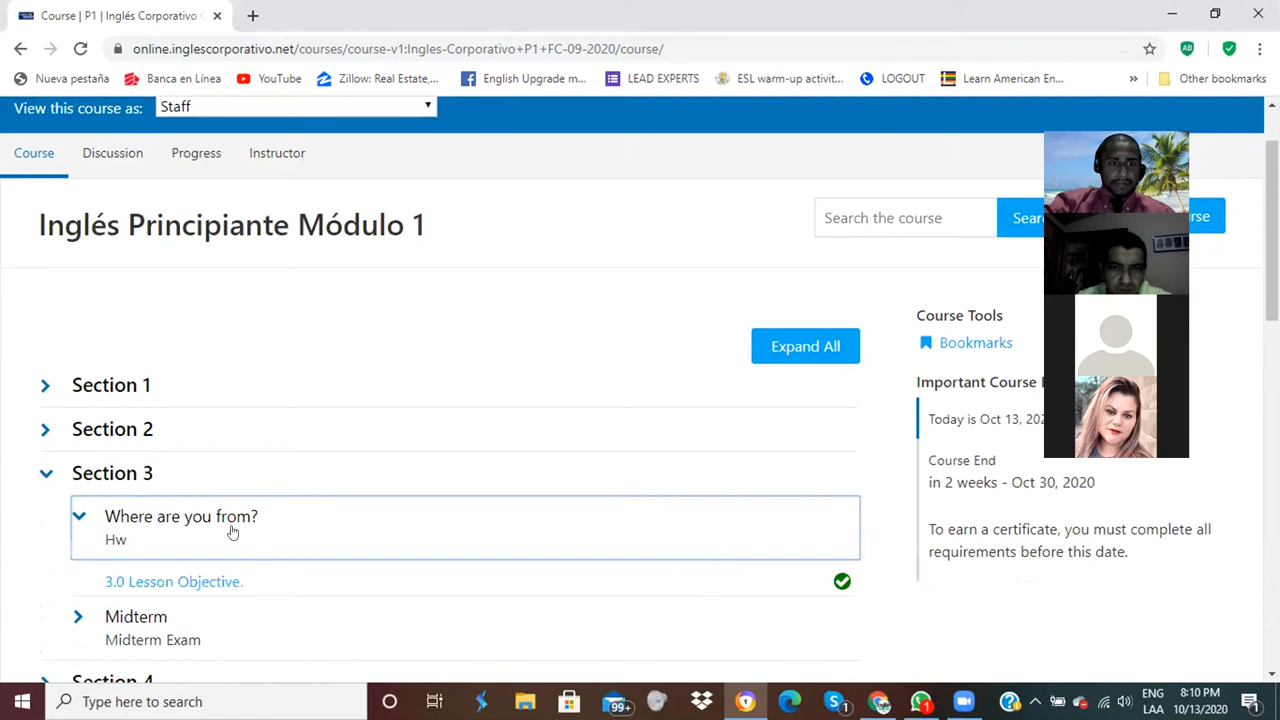 Course | P1 | Inglés Corporativo
online.inglescorporativo.net/courses/course-v1:Ingles-Corporativo+P1+FC-09-2020/course/
Nueva pestaña
Banca en Línea
YouTube
Zillow: Real Estate,...
English Upgrade m...
LEAD EXPERTS
ESL warm-up activit...
LOGOUT
Learn American En...
»
Other bookmarks
View this course as:
Staff
Course
Discussion
Progress
Instructor
Inglés Principiante Módulo 1
Search the course
Expand All
Section 1
Section 2
Section 3
Where are you from?
Hw
3.0 Lesson Objective.
Midterm
Midterm Exam
Section 4
Course Tools
Bookmarks
Important Course
Today is Oct 13,
Course End
in 2 weeks - Oct 30, 2020
To earn a certificate, you must complete all
requirements before this date.
Type here to search
99+
1
1
ENG
LAA
8:10 PM
10/13/2020
1